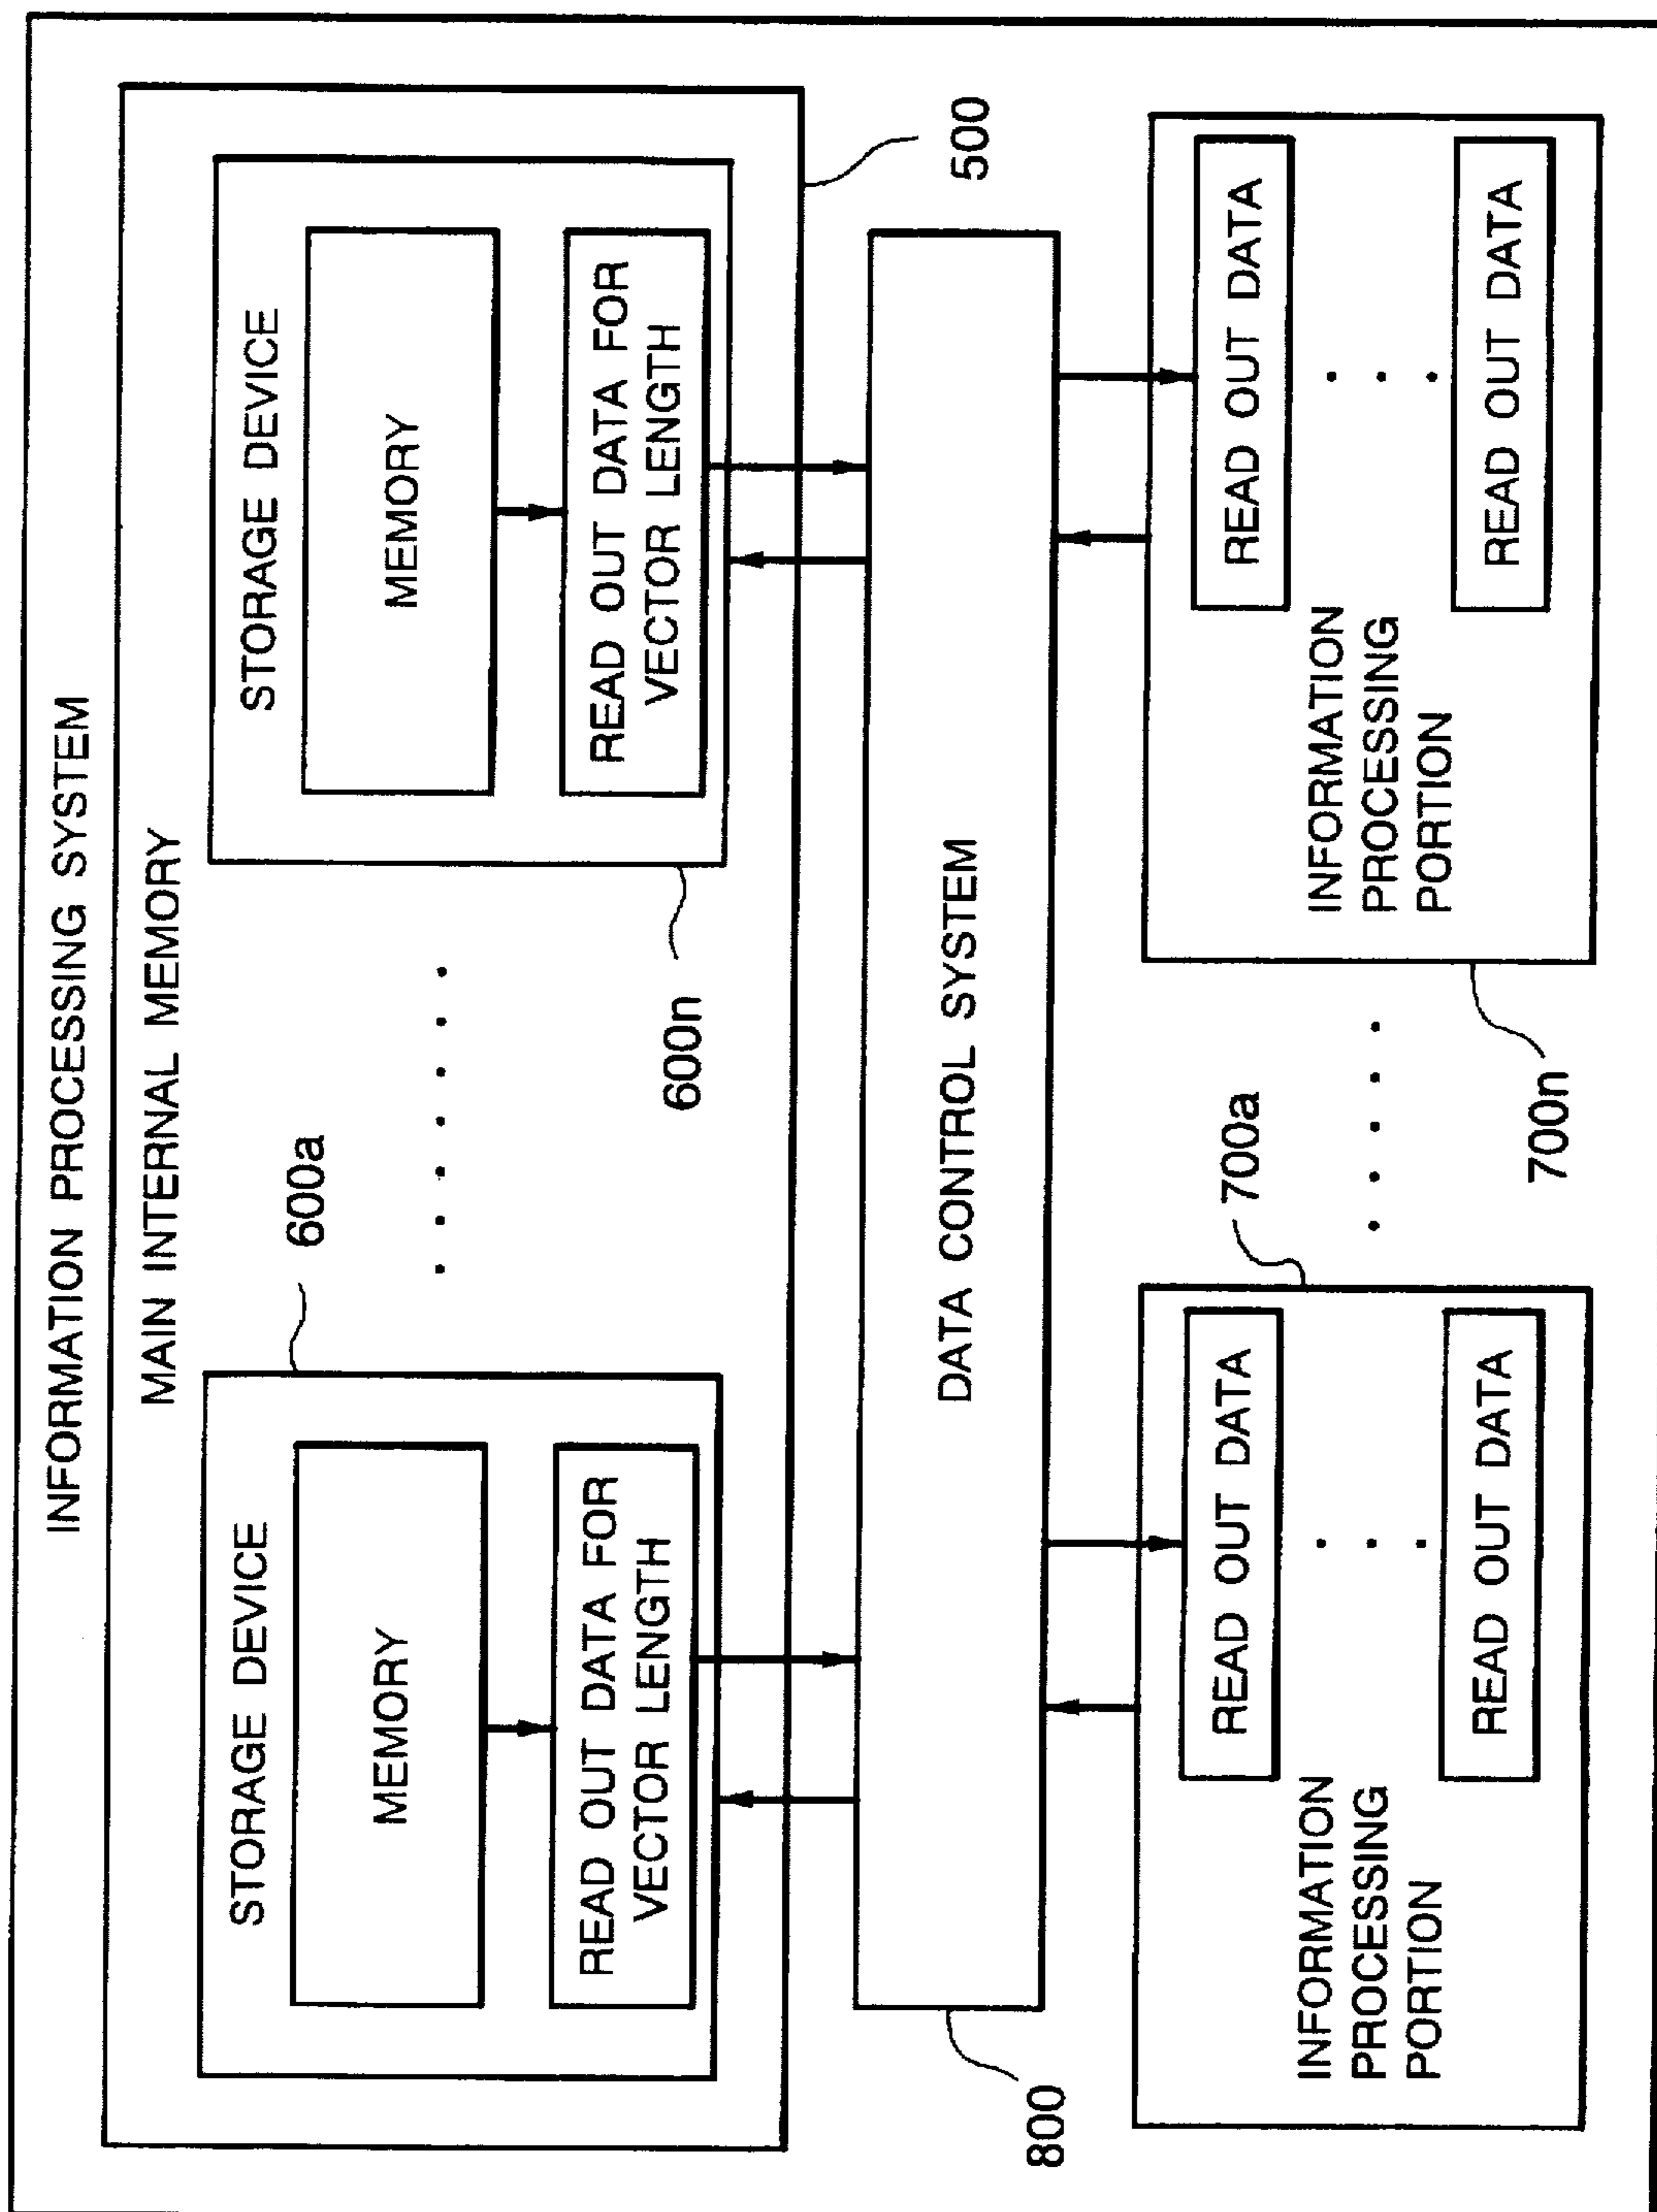 INFORMATION PROCESSING SYSTEM
MAIN INTERNAL MEMORY
600a
STORAGE DEVICE
MEMORY
READ OUT DATA FOR
VECTOR LENGTH
600n
STORAGE DEVICE
MEMORY
READ OUT DATA FOR
VECTOR LENGTH
500
DATA CONTROL SYSTEM
800
700a
READ OUT DATA
INFORMATION
PROCESSING
PORTION
READ OUT DATA
700n
READ OUT DATA
INFORMATION
PROCESSING
PORTION
READ OUT DATA